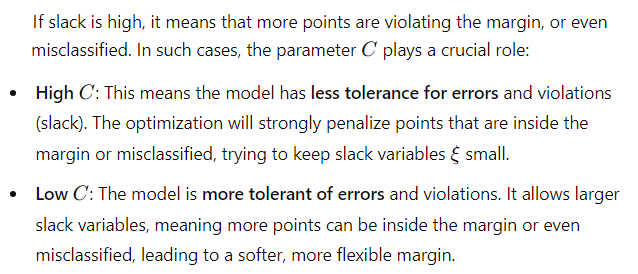 If slack is high, it means that more points are violating the margin, or even
misclassified. In such cases, the parameter C plays a crucial role:
• High C: This means the model has less tolerance for errors and violations
(slack). The optimization will strongly penalize points that are inside the
margin or misclassified, trying to keep slack variables ξ small.
• Low C: The model is more tolerant of errors and violations. It allows larger
slack variables, meaning more points can be inside the margin or even
misclassified, leading to a softer, more flexible margin.